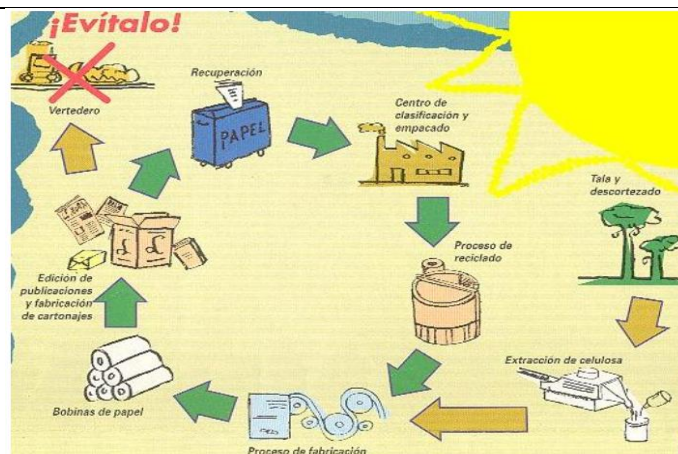 ¡Evítalo!
Vertedero
Recuperación
PAPEL
Centro de
clasificación y
empacado
Tala y
descortezado
Proceso de
reciclado
Edición de
publicaciones
y fabricación
de cartonajes
Extracción de celulosa
Bobinas de papel
Proceso de fabricación